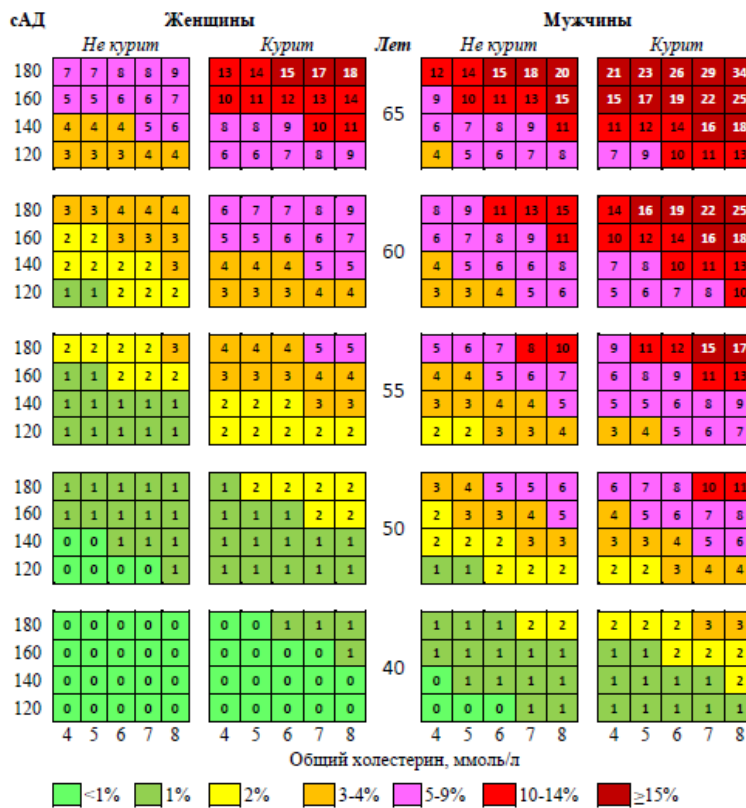 сАД Женщины Мужчины
Не курит Курит Лет Не курит Курит
180 7 7 8 8 9 13 14 15 17 18 12 14 15 18 20 21 23 26 29 34
160 5 5 6 6 7 10 11 12 13 14 9 10 11 13 15 15 17 19 22 25
65
140 4 4 4 5 6 8 8 9 10 11 6 7 8 9 11 11 12 14 16 18
120 3 3 3 4 4 6 6 7 8 9 4 5 6 7 8 7 9 10 11 13
180 3 3 4 4 4 6 7 7 8 9 8 9 11 13 15 14 16 19 22 25
160 2 2 3 3 3 5 5 6 6 7 6 7 8 9 11 10 12 14 16 18
60
140 2 2 2 2 3 4 4 4 5 5 4 5 6 6 8 7 8 10 11 13
120 1 1 2 2 2 3 3 3 4 4 3 3 4 5 6 5 6 7 8 10
180 2 2 2 2 3 4 4 4 5 5 5 6 7 8 10 9 11 12 15 17
160 1 1 2 2 2 3 3 3 4 4 4 4 5 6 7 6 8 9 11 13
55
140 1 1 1 1 1 2 2 2 3 3 3 3 4 4 5 5 5 6 8 9
120 1 1 1 1 1 2 2 2 2 2 2 2 3 3 4 3 4 5 6 7
180 1 1 1 1 1 1 2 2 2 2 3 4 5 5 6 6 7 8 10 11
160 1 1 1 1 1 1 1 1 2 2 2 3 3 4 5 4 5 6 7 8
50
140 0 0 1 1 1 1 1 1 1 1 2 2 2 3 3 3 3 4 5 6
120 0 0 0 0 1 1 1 1 1 1 1 1 2 2 2 2 2 3 4 4
180 0 0 0 0 0 0 0 1 1 1 1 1 1 2 2 2 2 2 3 3
160 0 0 0 0 0 0 0 0 0 1 1 1 1 1 1 1 1 2 2 2
40
140 0 0 0 0 0 0 0 0 0 0 0 1 1 1 1 1 1 1 1 2
120 0 0 0 0 0 0 0 0 0 0 0 0 0 1 1 1 1 1 1 1
4 5 6 7 8 4 5 6 7 8 4 5 6 7 8 4 5 6 7 8
Общий холестерин, ммоль/л
<1% 1% 2% 3-4% 5-9% 10-14% ≥15%